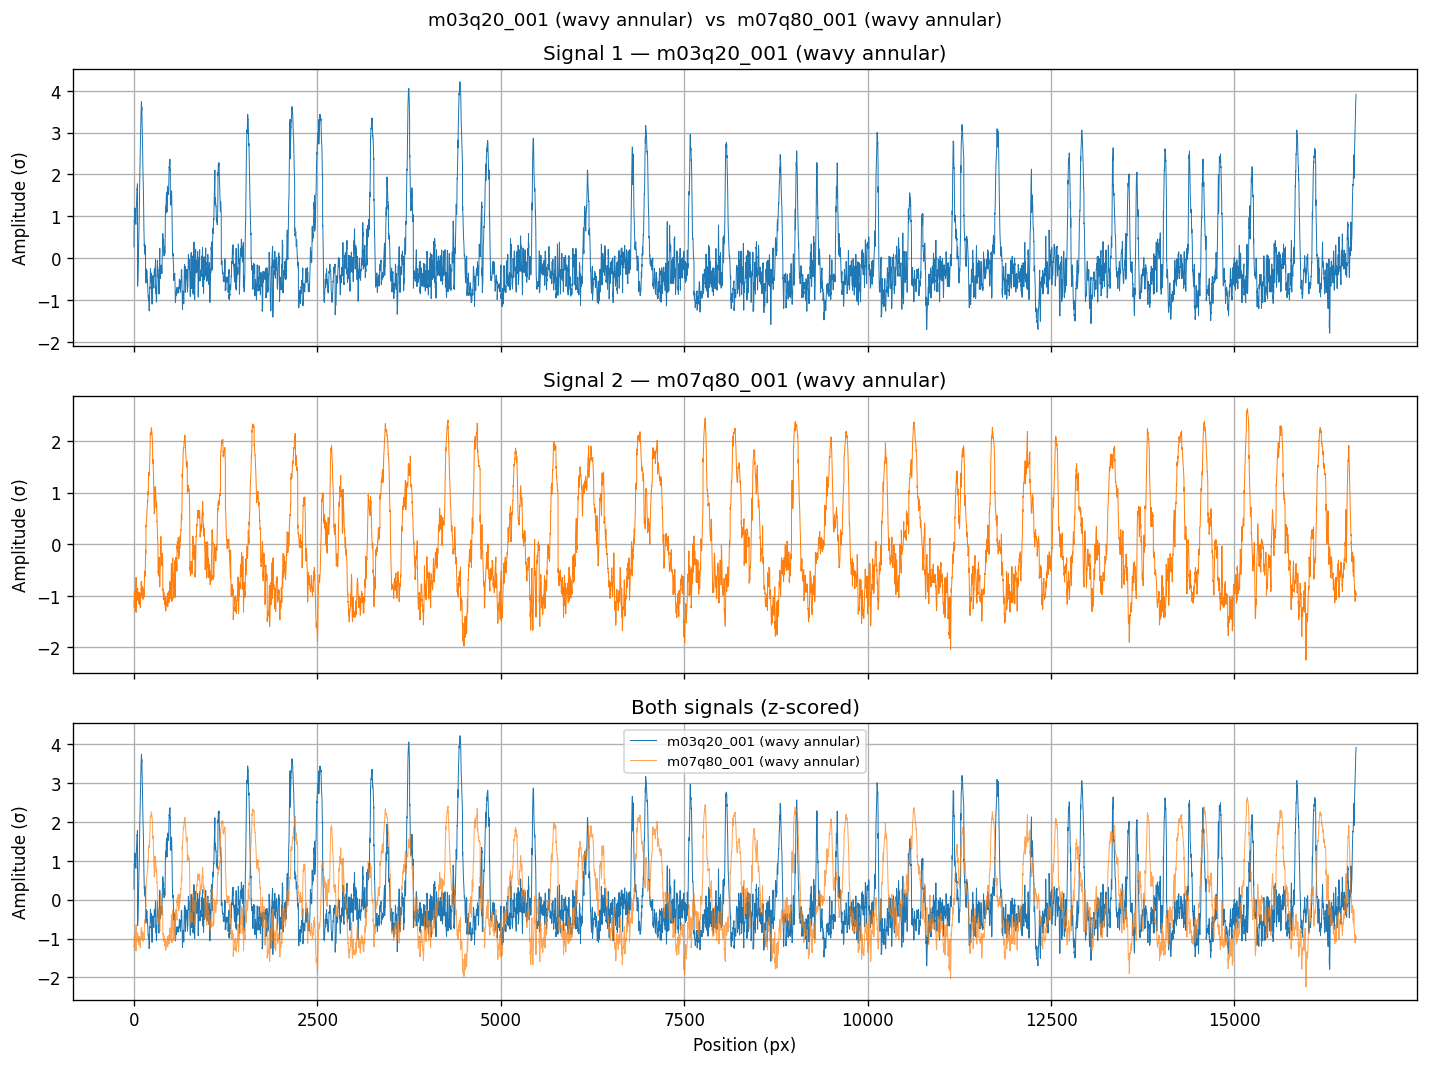 m03q20_001 (wavy annular)  vs  m07q80_001 (wavy annular)
Signal 1 — m03q20_001 (wavy annular)
Amplitude (σ)
4
3
2
1
0
−1
−2
Signal 2 — m07q80_001 (wavy annular)
Amplitude (σ)
2
1
0
−1
−2
Both signals (z-scored)
m03q20_001 (wavy annular)
m07q80_001 (wavy annular)
Amplitude (σ)
4
3
2
1
0
−1
−2
0 2500 5000 7500 10000 12500 15000
Position (px)